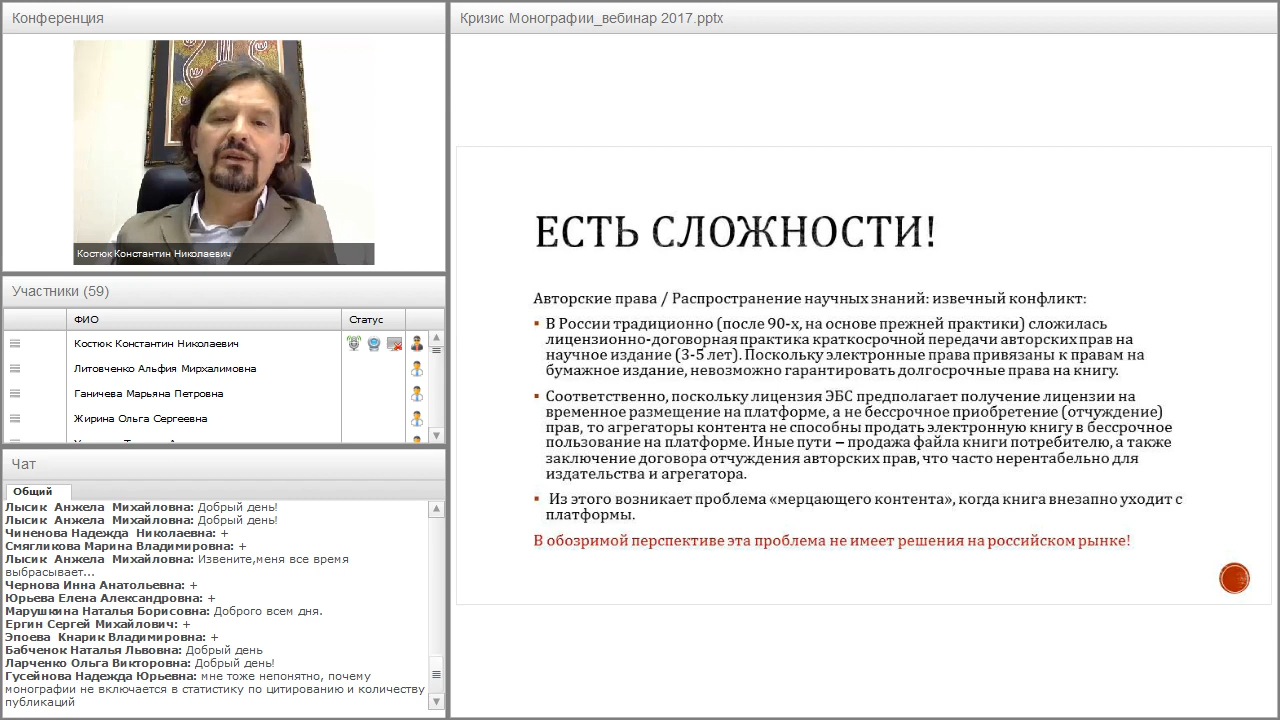 Конференция
Костюк Константин Николаевич
Участники (59)
ФИО
Статус
Костюк Константин Николаевич
Литовченко Альфия Мирхалимовна
Ганичева Марьяна Петровна
Жирина Ольга Сергеевна
Чат
Общий
Лысик Анжела Михайловна: Добрый день!
Лысик Анжела Михайловна: Добрый день!
Чиненова Надежда Николаевна: +
Смягликова Марина Владимировна: +
Лысик Анжела Михайловна: Извените,меня все время
выбрасывает...
Чернова Инна Анатольевна: +
Юрьева Елена Александровна: +
Марушкина Наталья Борисовна: Доброго всем дня.
Ергин Сергей Михайлович: +
Эпоева Кнарик Владимировна: +
Бабченок Наталья Львовна: Добрый день
Ларченко Ольга Викторовна: Добрый день!
Гусейнова Надежда Юрьевна: мне тоже непонятно, почему
монографии не включается в статистику по цитированию и количеству
публикаций
Кризис Монографии_вебинар 2017.pptx
ЕСТЬ СЛОЖНОСТИ!
Авторские права / Распространение научных знаний: извечный конфликт:
▪ В России традиционно (после 90-х, на основе прежней практики) сложилась
лицензионно-договорная практика краткосрочной передачи авторских прав на
научное издание (3-5 лет). Поскольку электронные права привязаны к правам на
бумажное издание, невозможно гарантировать долгосрочные права на книгу.
▪ Соответственно, поскольку лицензия ЭБС предполагает получение лицензии на
временное размещение на платформе, а не бессрочное приобретение (отчуждение)
прав, то агрегаторы контента не способны продать электронную книгу в бессрочное
пользование на платформе. Иные пути – продажа файла книги потребителю, а также
заключение договора отчуждения авторских прав, что часто нерентабельно для
издательства и агрегатора.
▪ Из этого возникает проблема «мерцающего контента», когда книга внезапно уходит с
платформы.
В обозримой перспективе эта проблема не имеет решения на российском рынке!